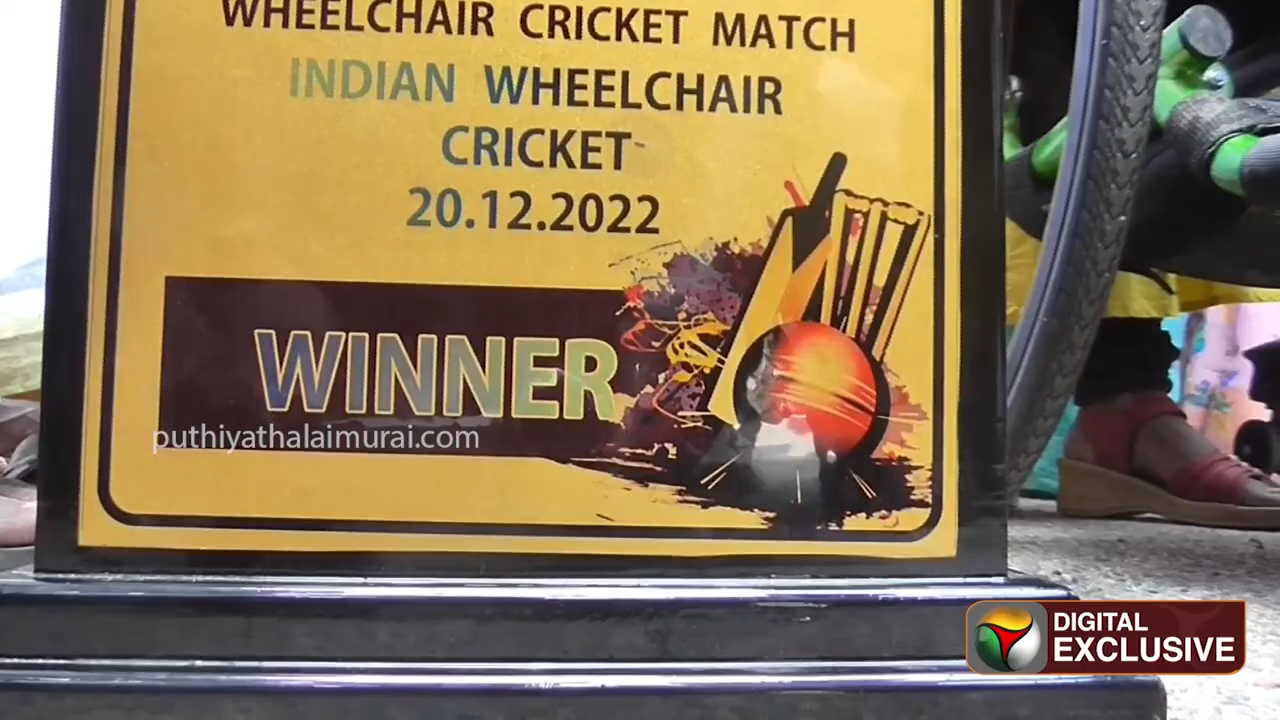 WHEELCHAIR CRICKET MATCH
INDIAN WHEELCHAIR
CRICKET
20.12.2022
WINNER
puthiyathalaimurai.com
DIGITAL
EXCLUSIVE